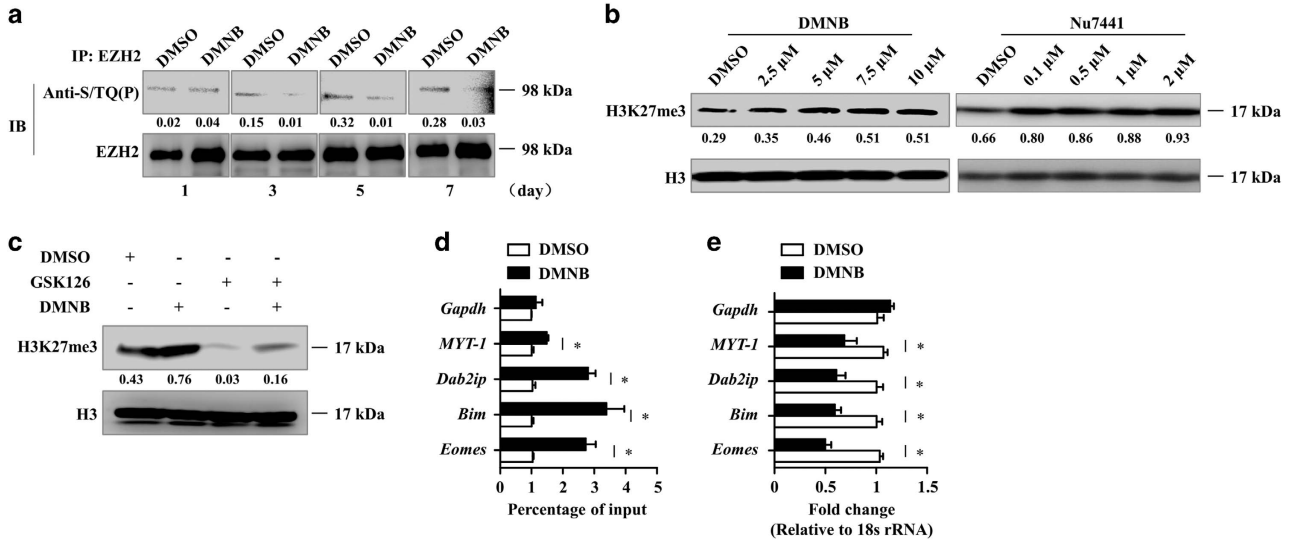 a
IP: EZH2
DMSO DMNB DMSO DMNB DMSO DMNB DMSO DMNB
IB
Anti-S/TQ(P)
98 kDa
0.02 0.04 0.15 0.01 0.32 0.01 0.28 0.03
EZH2
98 kDa
1 3 5 7 (day)
b
DMNB Nu7441
DMSO 2.5 µM 5 µM 7.5 µM 10 µM DMSO 0.1 µM 0.5 µM 1 µM 2 µM
H3K27me3
17 kDa
0.29 0.35 0.46 0.51 0.51 0.66 0.80 0.86 0.88 0.93
H3
17 kDa
c
DMSO + - - -
GSK126 - - + +
DMNB - + - +
H3K27me3
17 kDa
0.43 0.76 0.03 0.16
H3
17 kDa
d
DMSO
DMNB
Gapdh
MYT-1 *
Dab2ip *
Bim *
Eomes *
0 1 2 3 4 5
Percentage of input
e
DMSO
DMNB
Gapdh
MYT-1 *
Dab2ip *
Bim *
Eomes *
0 0.5 1 1.5
Fold change
(Relative to 18s rRNA)